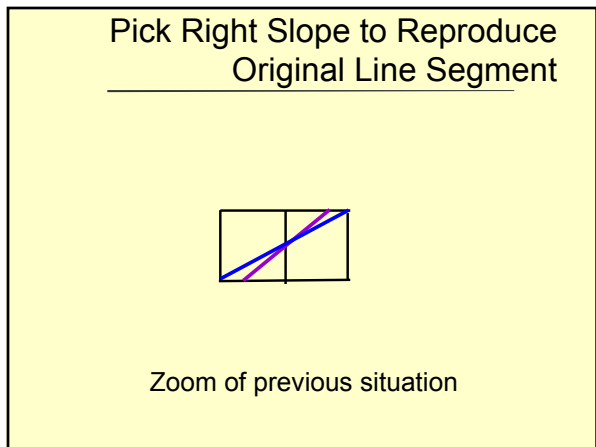 Pick Right Slope to Reproduce
Original Line Segment
Zoom of previous situation